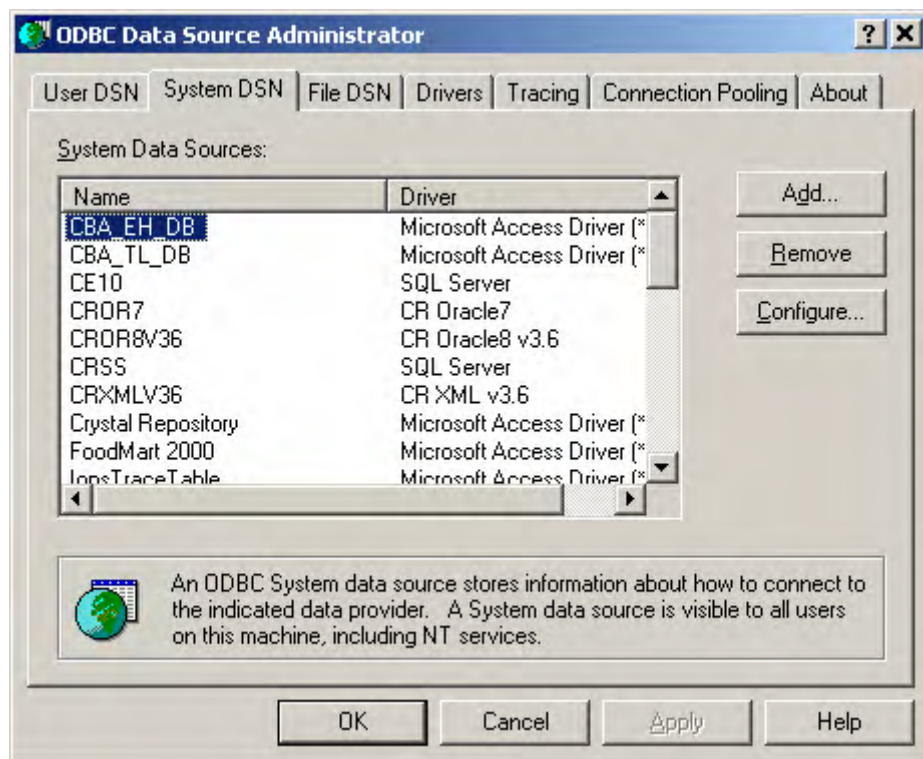 ODBC Data Source Administrator
User DSN System DSN File DSN Drivers Tracing Connection Pooling About
System Data Sources:
Name Driver
CBA_EH_DB Microsoft Access Driver (*
CBA_TL_DB Microsoft Access Driver (*
CE10 SQL Server
CROR7 CR Oracle7
CROR8V36 CR Oracle8 v3.6
CRSS SQL Server
CRXMLV36 CR XML v3.6
Crystal Repository Microsoft Access Driver (*
FoodMart 2000 Microsoft Access Driver (*
IopsTraceTable Microsoft Access Driver (*
Add...
Remove
Configure...
An ODBC System data source stores information about how to connect to
the indicated data provider. A System data source is visible to all users
on this machine, including NT services.
OK Cancel Apply Help